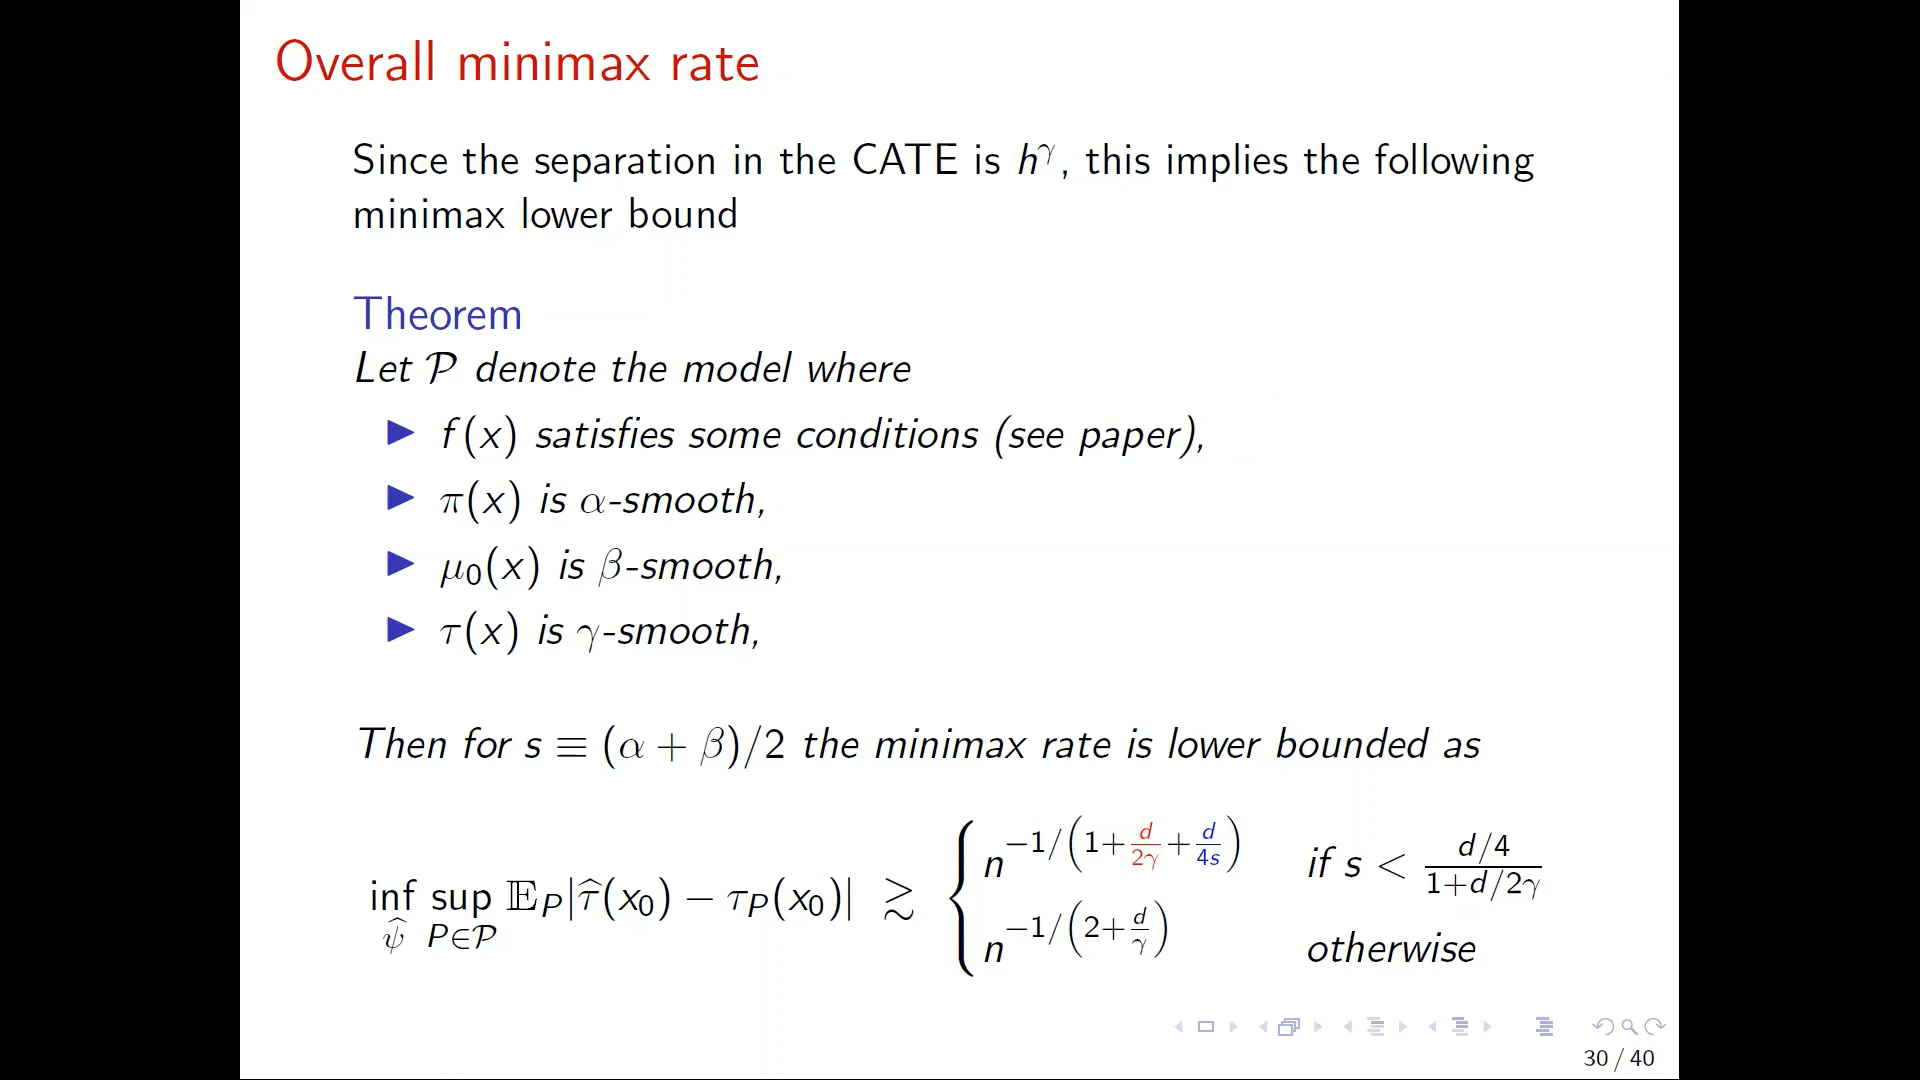 Overall minimax rate
Since the separation in the CATE is h^γ, this implies the following
minimax lower bound
Theorem
Let 𝒫 denote the model where
▶ f(x) satisfies some conditions (see paper),
▶ π(x) is α-smooth,
▶ μ₀(x) is β-smooth,
▶ τ(x) is γ-smooth,
Then for s ≡ (α + β)/2 the minimax rate is lower bounded as
inf_{ψ̂} sup_{P∈𝒫} 𝔼_P|τ̂(x₀) − τ_P(x₀)| ≳ { n^{−1/(1+d/2γ+d/4s)} if s < (d/4)/(1+d/2γ)
n^{−1/(2+d/γ)} otherwise
30 / 40